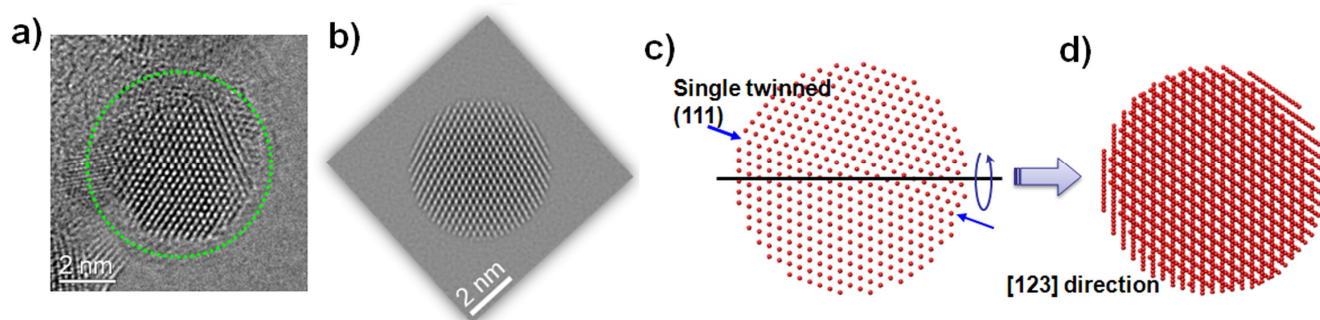 a)
2 nm
b)
2 nm
c)
Single twinned
(111)
d)
[123] direction